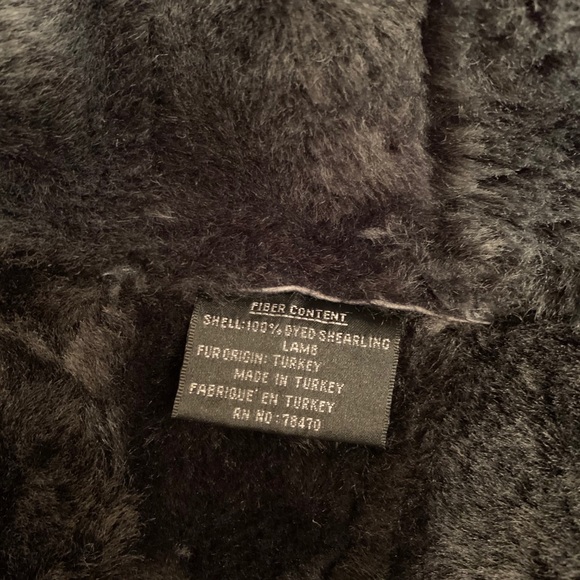 FIBER CONTENT
SHELL:100% DYED SHEARLING
LAMB
FUR ORIGIN: TURKEY
MADE IN TURKEY
FABRIQUE' EN TURKEY
RN NO:78470